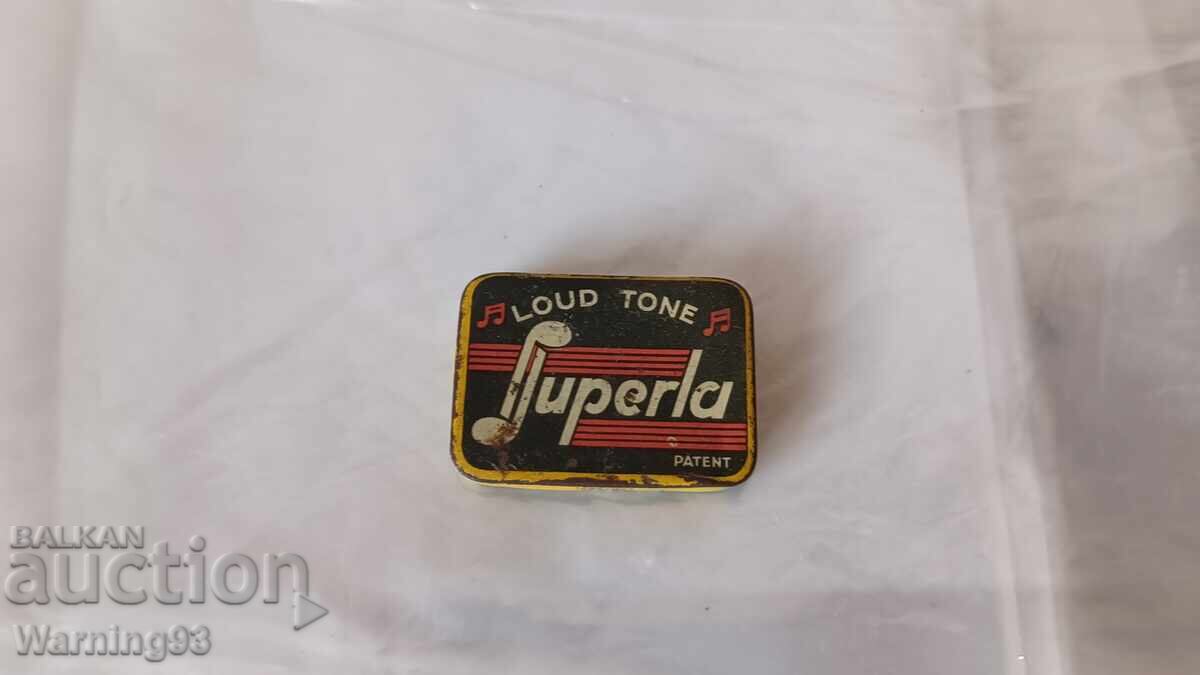 LOUD TONE
Superla
PATENT
BALKAN
auction
Warning93